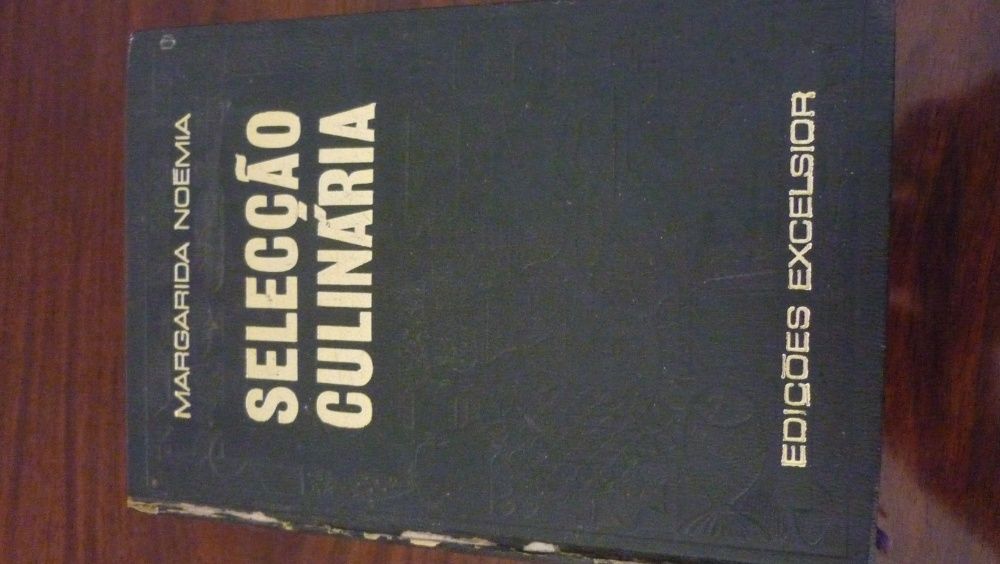 MARGARIDA NOÉMIA
SELECÇÃO
CULINÁRIA
EDIÇÕES EXCELSIOR